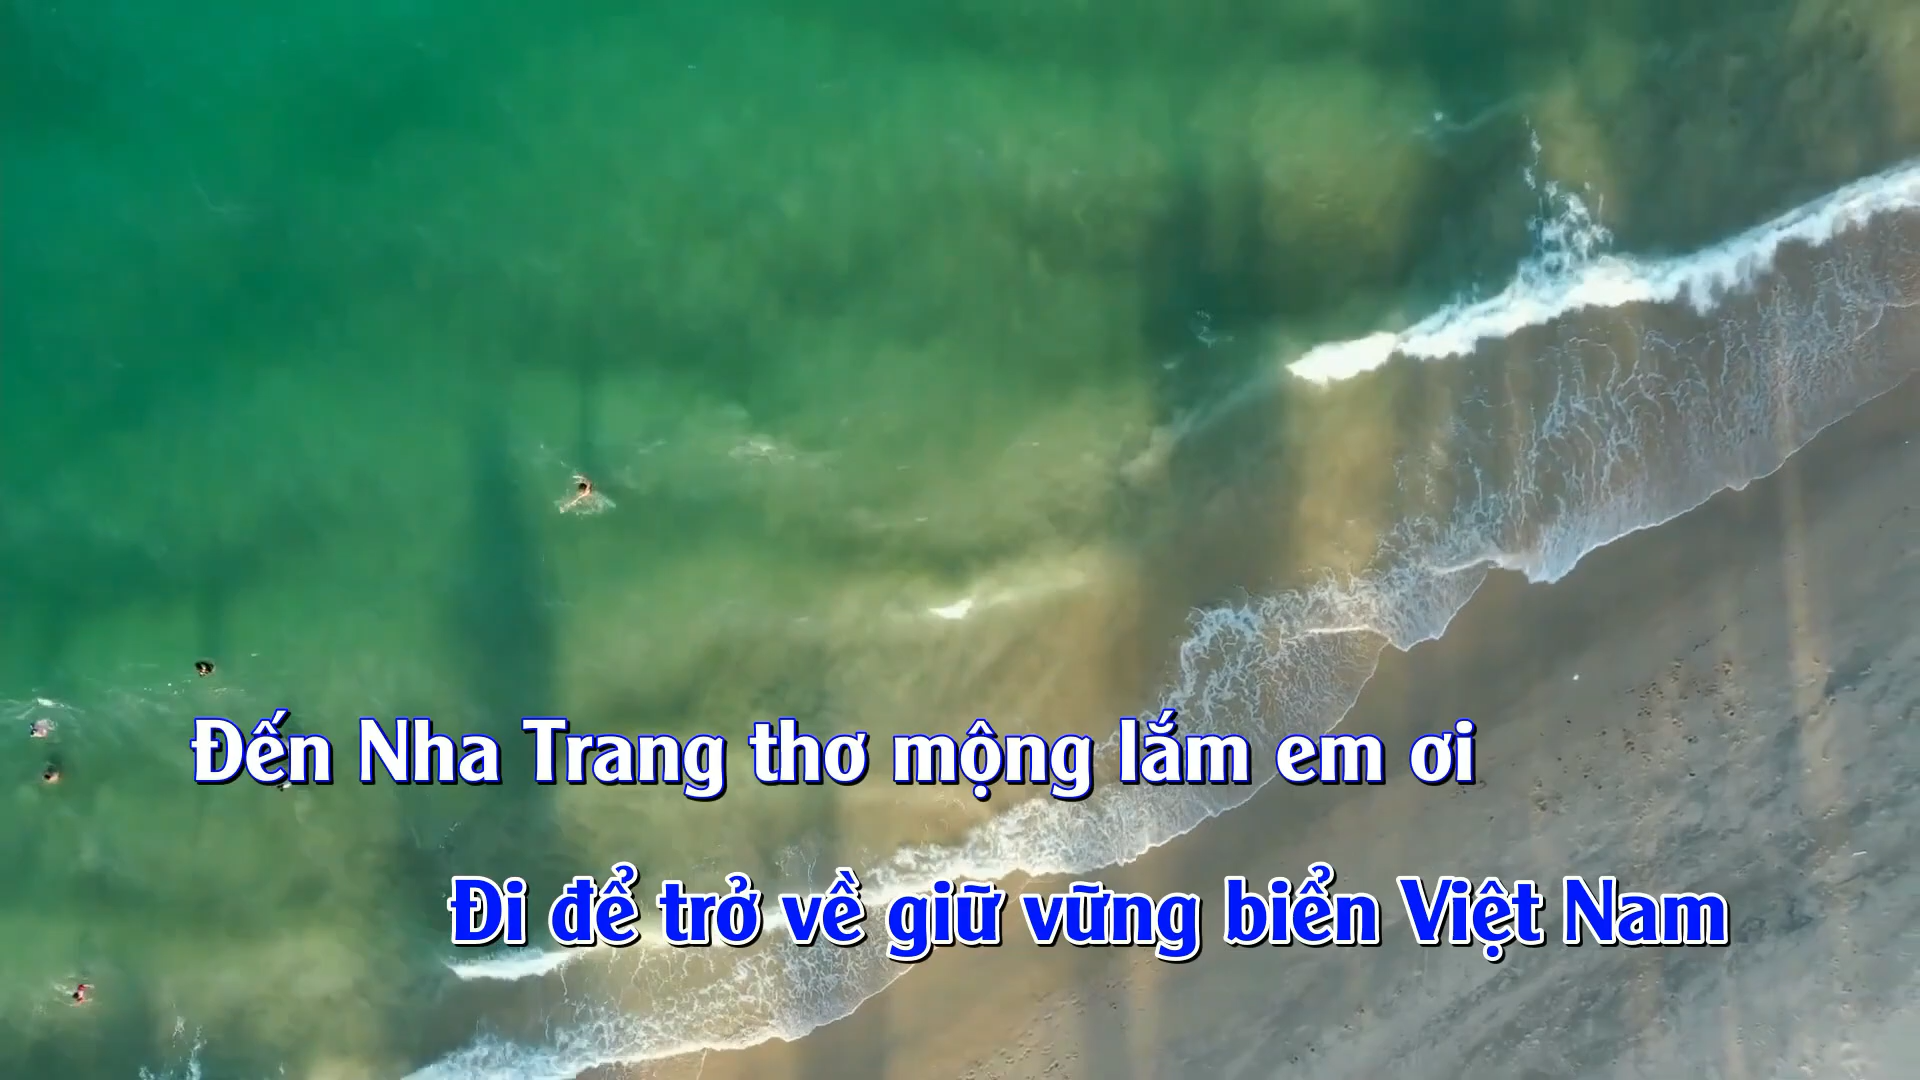 Đến Nha Trang thơ mộng lắm em ơi
Đi để trở về giữ vững biển Việt Nam